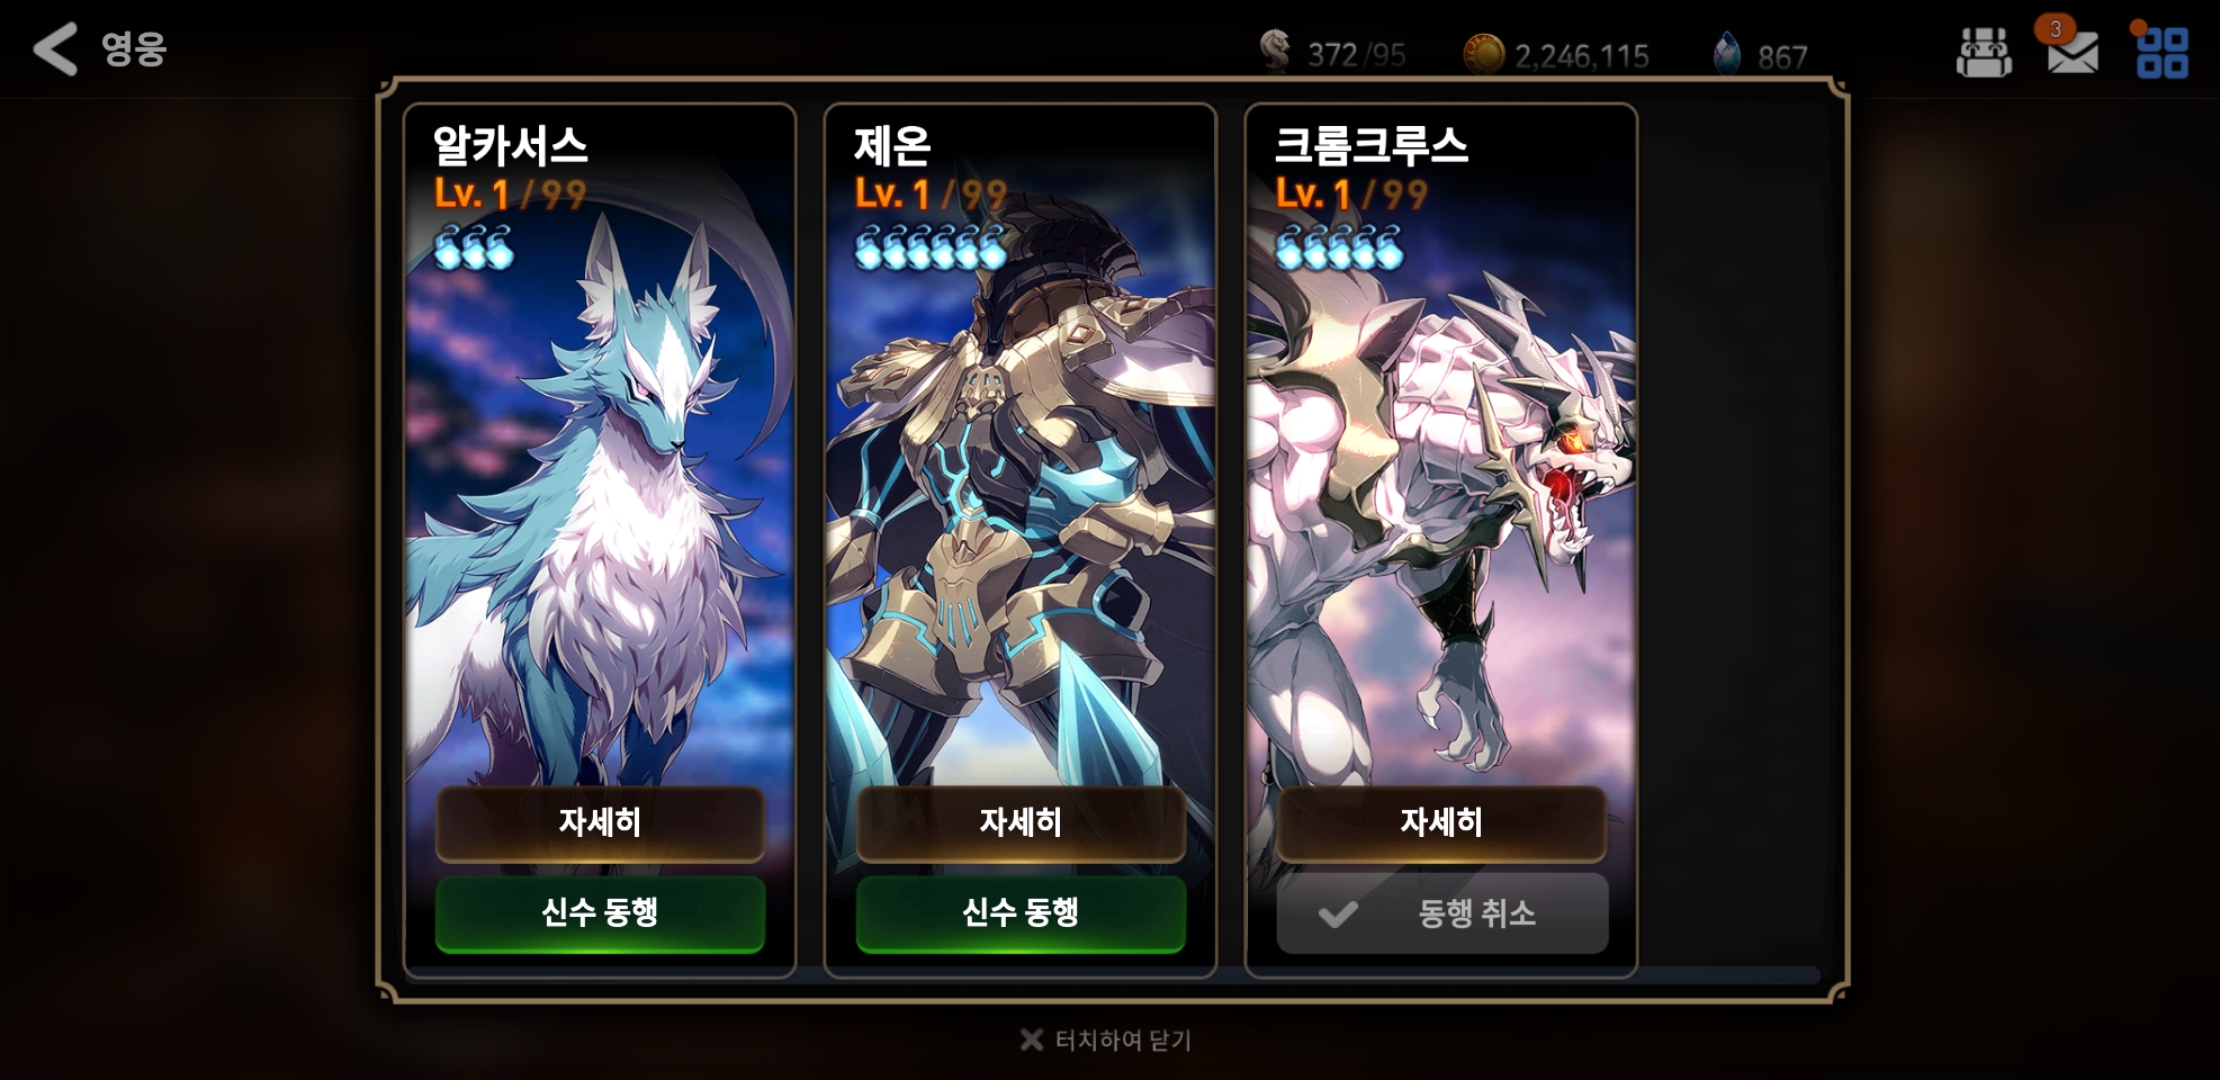 영웅
372/95
2,246,115
867
3
알카서스
Lv. 1/99
제온
Lv. 1/99
크롬크루스
Lv. 1/99
자세히
자세히
자세히
신수 동행
신수 동행
동행 취소
터치하여 닫기